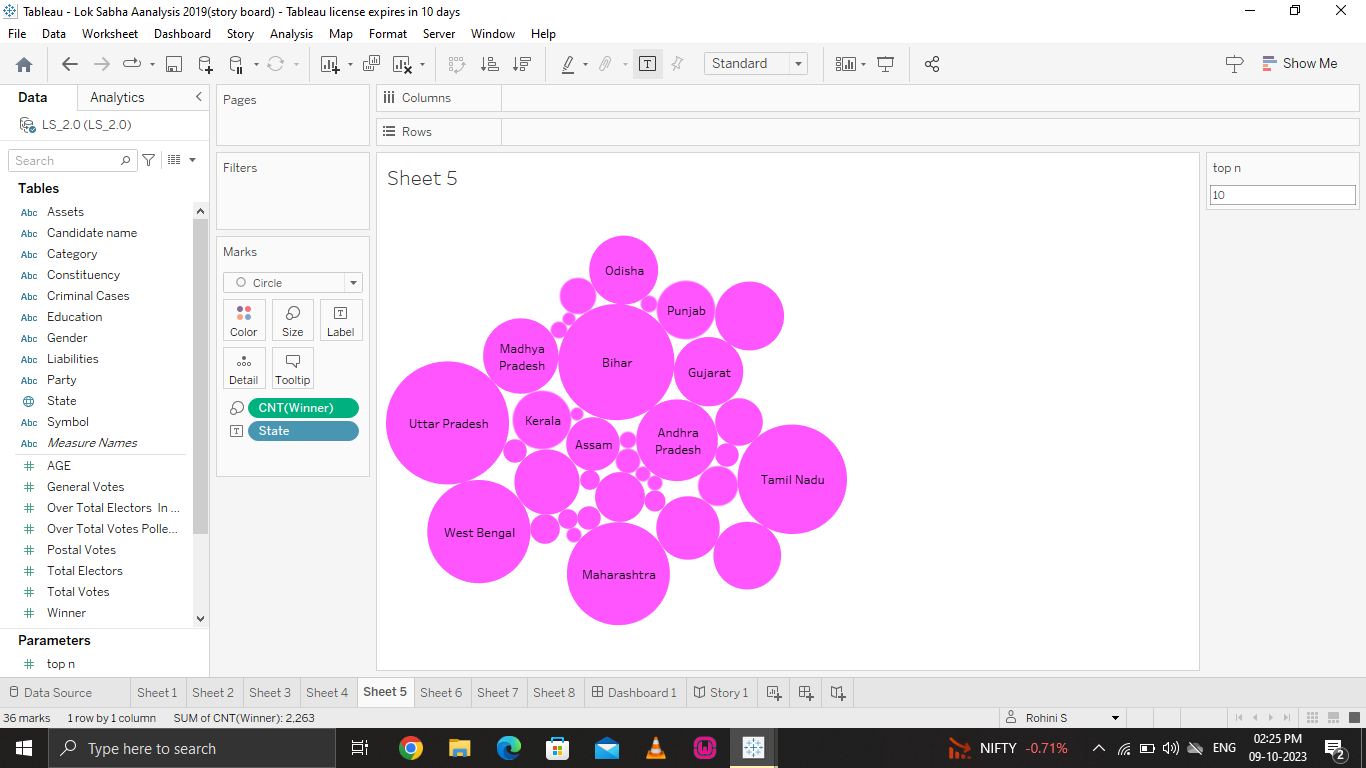 Tableau - Lok Sabha Aanalysis 2019(story board) - Tableau license expires in 10 days
File Data Worksheet Dashboard Story Analysis Map Format Server Window Help
Standard
Show Me
Data Analytics
LS_2.0 (LS_2.0)
Search
Tables
Abc Assets
Abc Candidate name
Abc Category
Abc Constituency
Abc Criminal Cases
Abc Education
Abc Gender
Abc Liabilities
Abc Party
State
Abc Symbol
Abc Measure Names
# AGE
# General Votes
# Over Total Electors In ...
# Over Total Votes Polle...
# Postal Votes
# Total Electors
# Total Votes
# Winner
Parameters
# top n
Pages
Filters
Marks
Circle
Color Size Label
Detail Tooltip
CNT(Winner)
State
Columns
Rows
Sheet 5
Odisha
Punjab
Madhya
Pradesh
Bihar
Gujarat
Uttar Pradesh
Kerala
Assam
Andhra
Pradesh
Tamil Nadu
West Bengal
Maharashtra
top n
10
Data Source Sheet 1 Sheet 2 Sheet 3 Sheet 4 Sheet 5 Sheet 6 Sheet 7 Sheet 8 Dashboard 1 Story 1
36 marks 1 row by 1 column SUM of CNT(Winner): 2,263
Rohini S
Type here to search
NIFTY -0.71%
ENG
02:25 PM
09-10-2023
2